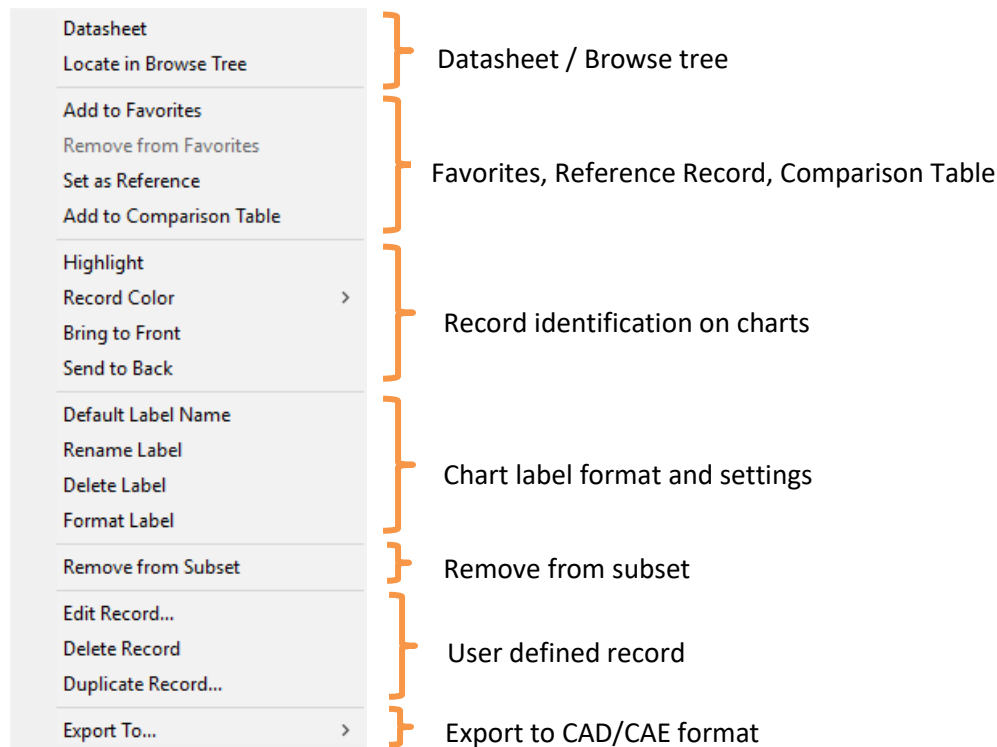 Datasheet
Locate in Browse Tree
Datasheet / Browse tree
Add to Favorites
Remove from Favorites
Set as Reference
Add to Comparison Table
Favorites, Reference Record, Comparison Table
Highlight
Record Color
Bring to Front
Send to Back
Record identification on charts
Default Label Name
Rename Label
Delete Label
Format Label
Chart label format and settings
Remove from Subset
Remove from subset
Edit Record...
Delete Record
Duplicate Record...
User defined record
Export To...
Export to CAD/CAE format